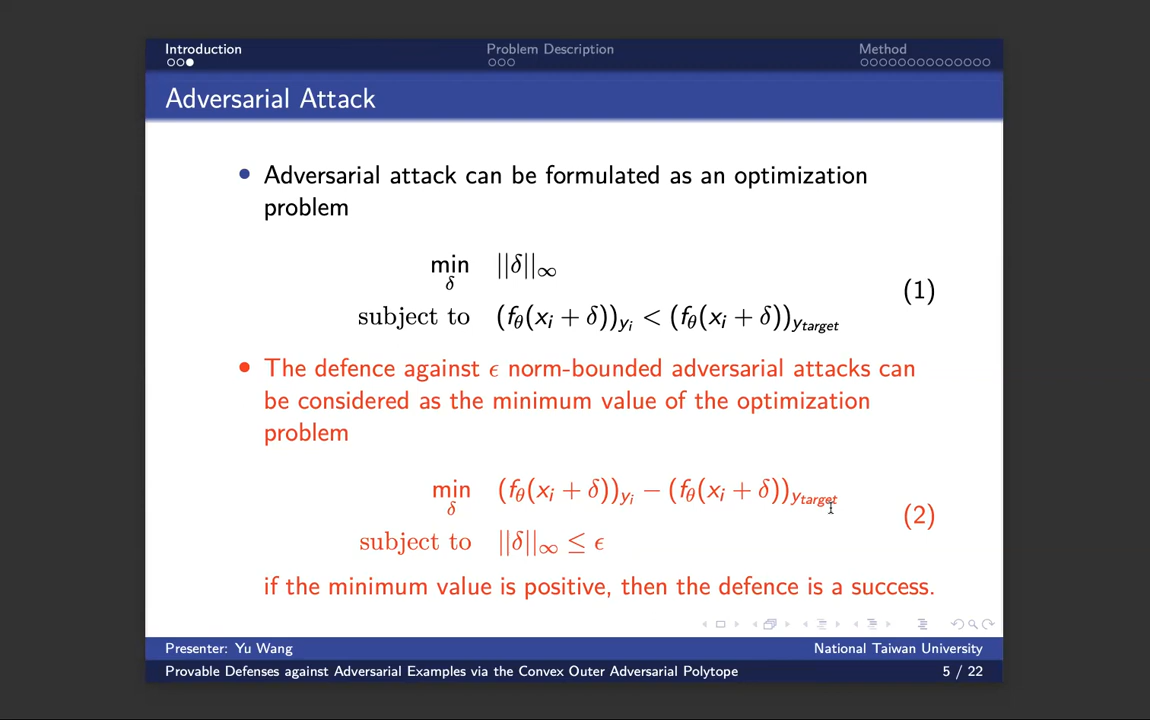 Introduction
Problem Description
Method
Adversarial Attack
• Adversarial attack can be formulated as an optimization
problem
min ||δ||∞
δ
subject to (fθ(xi + δ))yi < (fθ(xi + δ))ytarget
(1)
• The defence against ϵ norm-bounded adversarial attacks can
be considered as the minimum value of the optimization
problem
min (fθ(xi + δ))yi − (fθ(xi + δ))ytarget
δ
(2)
subject to ||δ||∞ ≤ ϵ
if the minimum value is positive, then the defence is a success.
Presenter: Yu Wang
National Taiwan University
Provable Defenses against Adversarial Examples via the Convex Outer Adversarial Polytope
5 / 22